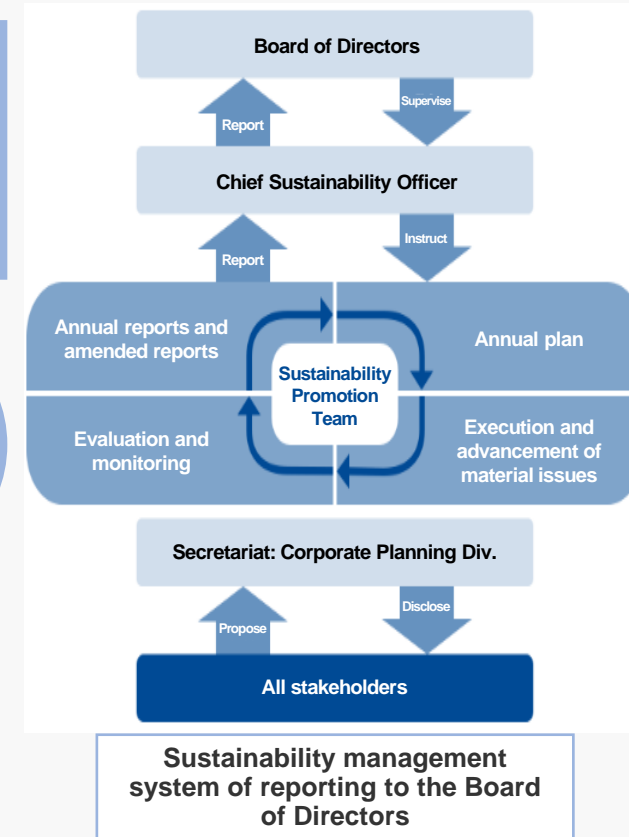 Board of Directors
Report
Supervise
Chief Sustainability Officer
Report
Instruct
Annual reports and
amended reports
Annual plan
Sustainability
Promotion
Team
Evaluation and
monitoring
Execution and
advancement of
material issues
Secretariat: Corporate Planning Div.
Propose
Disclose
All stakeholders
Sustainability management
system of reporting to the Board
of Directors